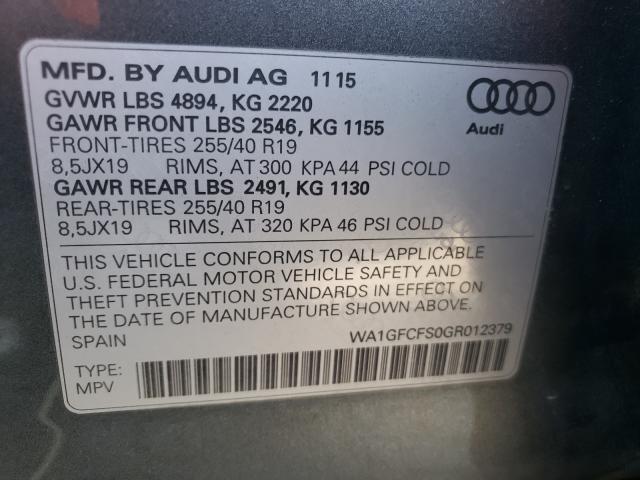 MFD. BY AUDI AG 11 15
GVWR LBS 4894, KG 2220
GAWR FRONT LBS 2546, KG 1155
FRONT-TIRES 255/40 R19
8,5JX19 RIMS, AT 300 KPA 44 PSI COLD
GAWR REAR LBS 2491, KG 1130
REAR-TIRES 255/40 R19
8,5JX19 RIMS, AT 320 KPA 46 PSI COLD
Audi
THIS VEHICLE CONFORMS TO ALL APPLICABLE
U.S. FEDERAL MOTOR VEHICLE SAFETY AND
THEFT PREVENTION STANDARDS IN EFFECT ON
THE DATE OF MANUFACTURE SHOWN ABOVE.
SPAIN
WA1GFCFS0GR012379
TYPE:
MPV